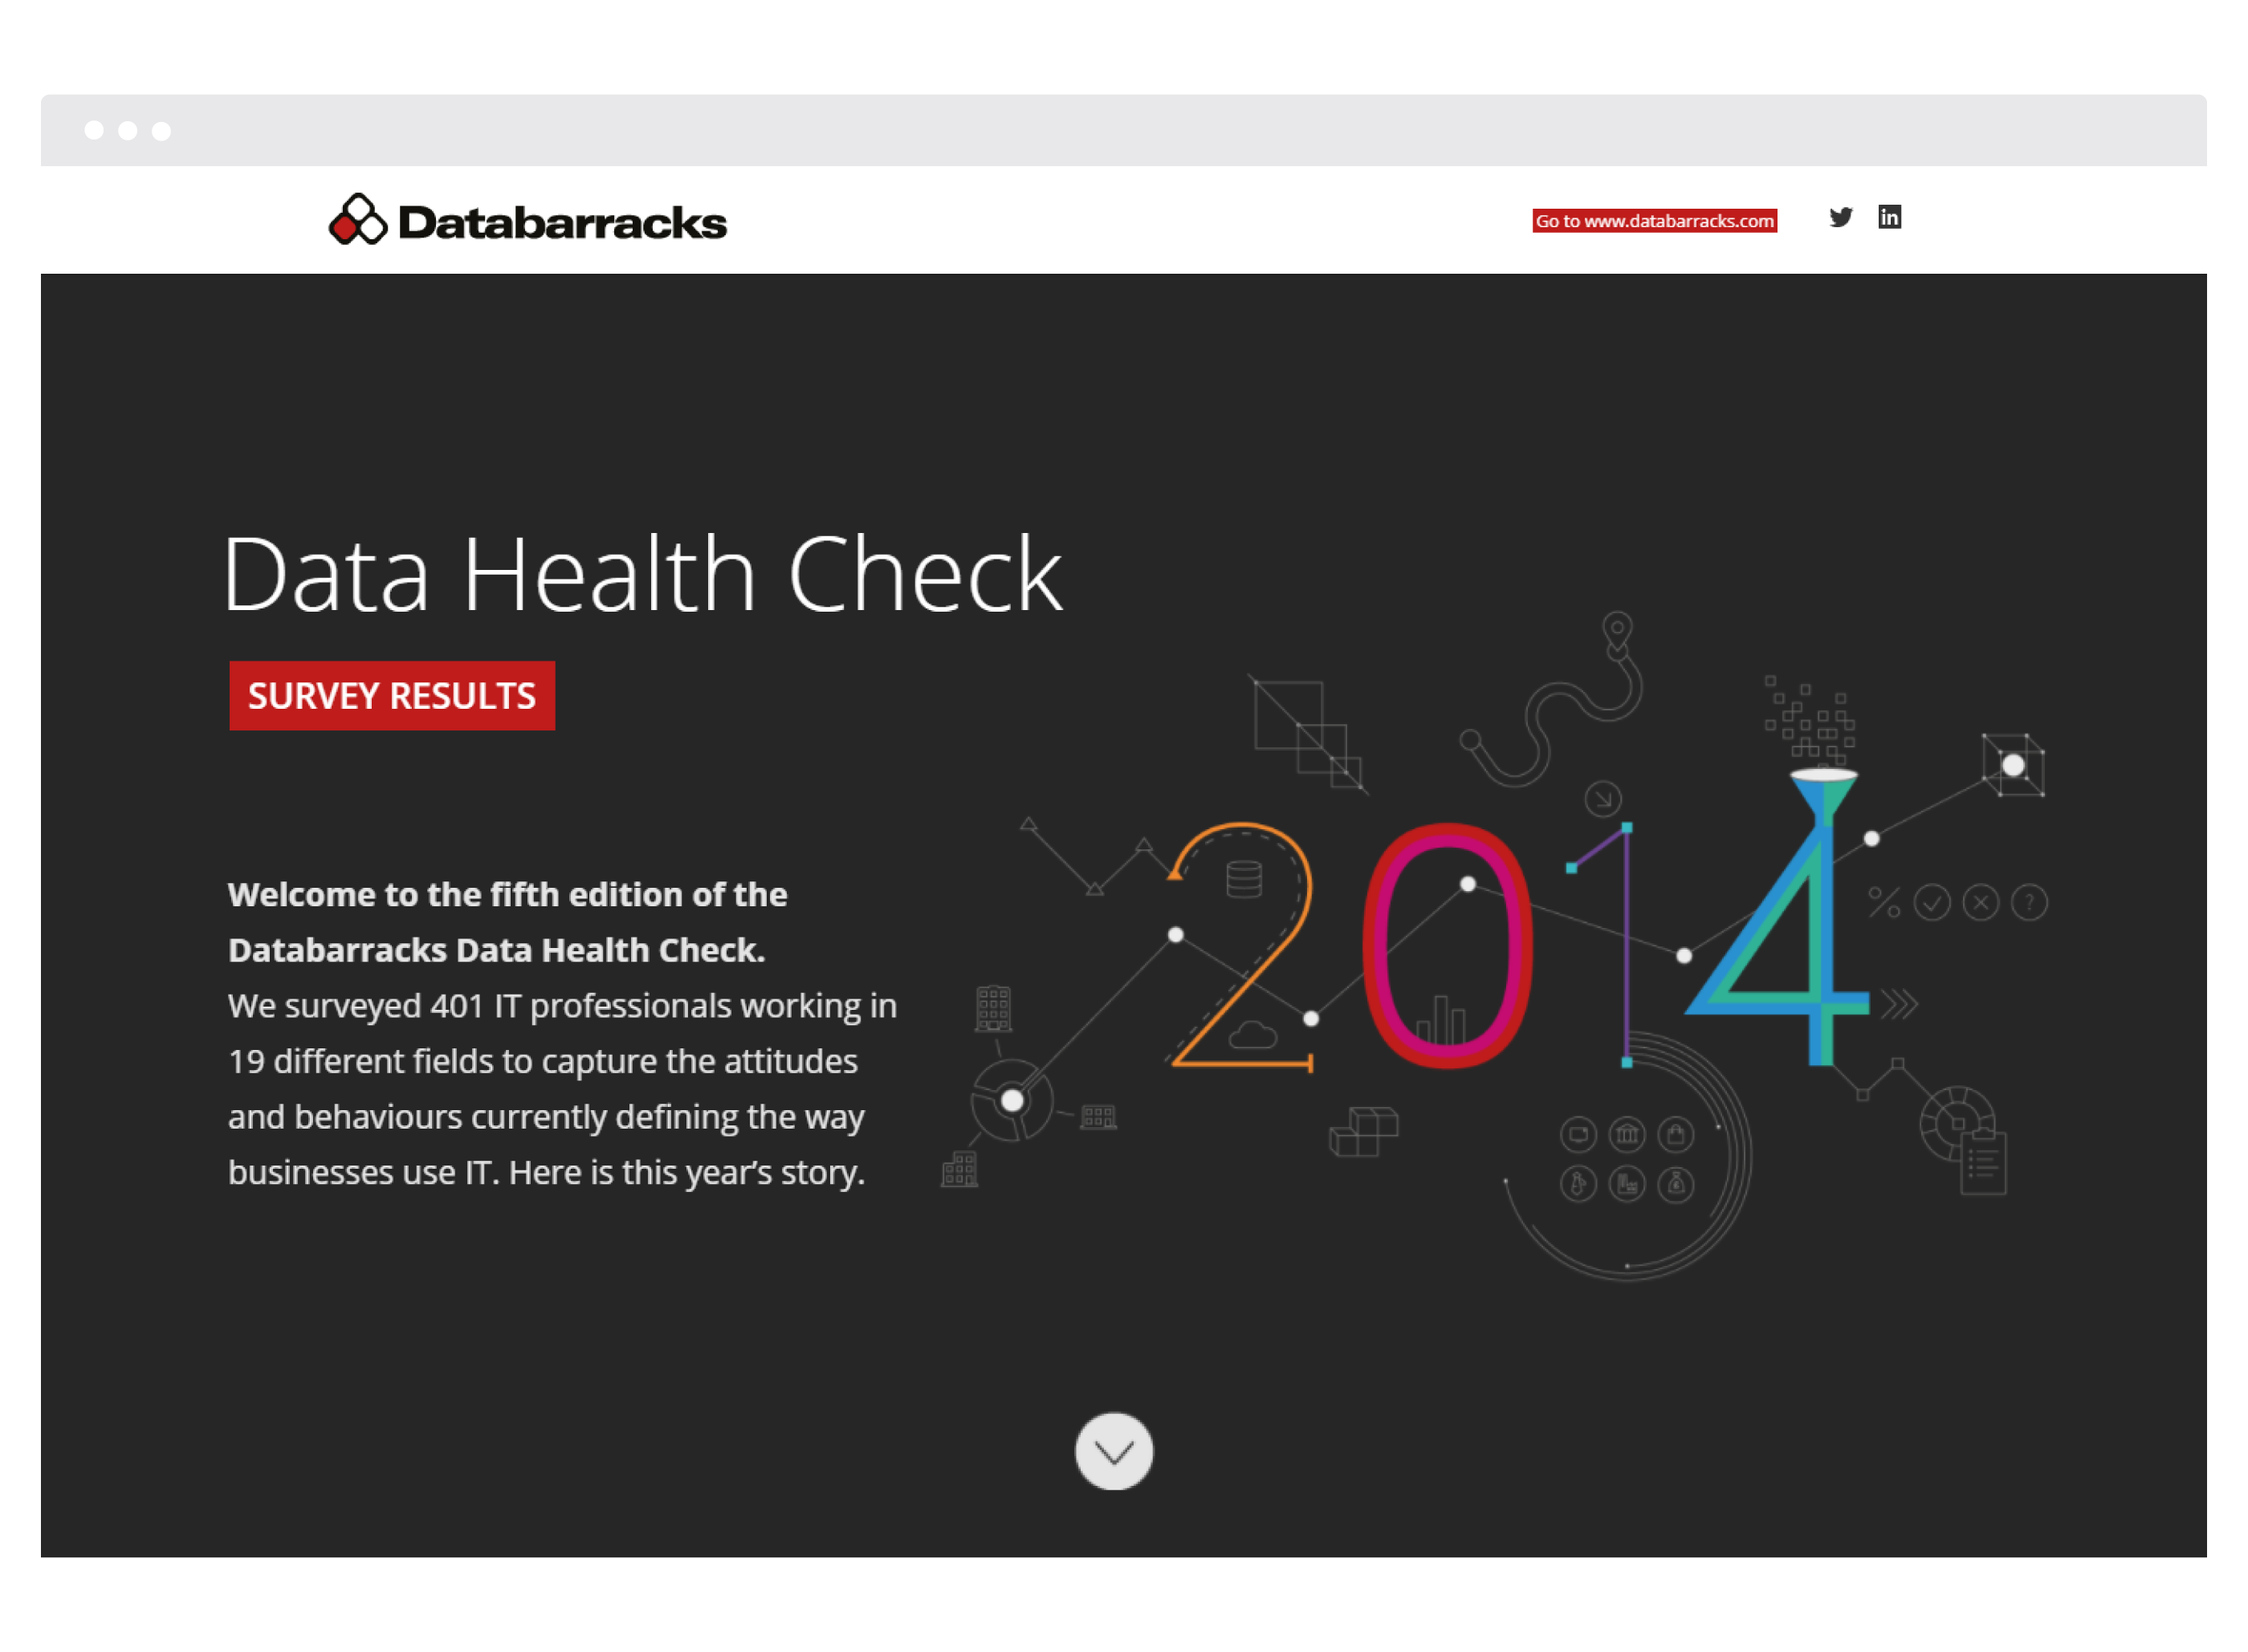 Databarracks
Go to www.databarracks.com
in
Data Health Check
SURVEY RESULTS
2014
Welcome to the fifth edition of the
Databarracks Data Health Check.
We surveyed 401 IT professionals working in
19 different fields to capture the attitudes
and behaviours currently defining the way
businesses use IT. Here is this year's story.
% ?